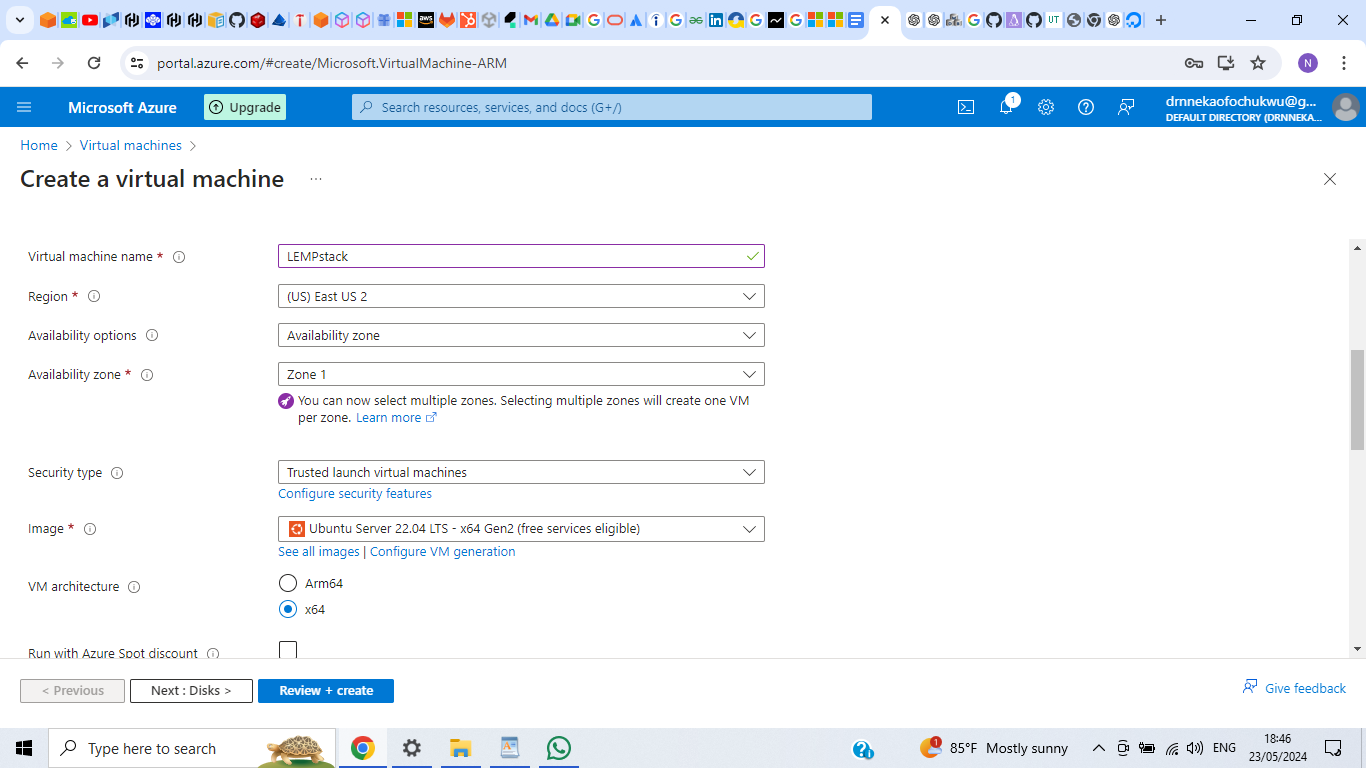 portal.azure.com/#create/Microsoft.VirtualMachine-ARM
N
Microsoft Azure
Upgrade
Search resources, services, and docs (G+/)
1
drnnekaofochukwu@g...
DEFAULT DIRECTORY (DRNNEKA...
Home > Virtual machines >
Create a virtual machine ...
Virtual machine name *
LEMPstack
Region *
(US) East US 2
Availability options
Availability zone
Availability zone *
Zone 1
You can now select multiple zones. Selecting multiple zones will create one VM
per zone. Learn more
Security type
Trusted launch virtual machines
Configure security features
Image *
Ubuntu Server 22.04 LTS - x64 Gen2 (free services eligible)
See all images | Configure VM generation
VM architecture
Arm64
x64
Run with Azure Spot discount
< Previous
Next : Disks >
Review + create
Give feedback
Type here to search
1
85°F Mostly sunny
ENG
18:46
23/05/2024